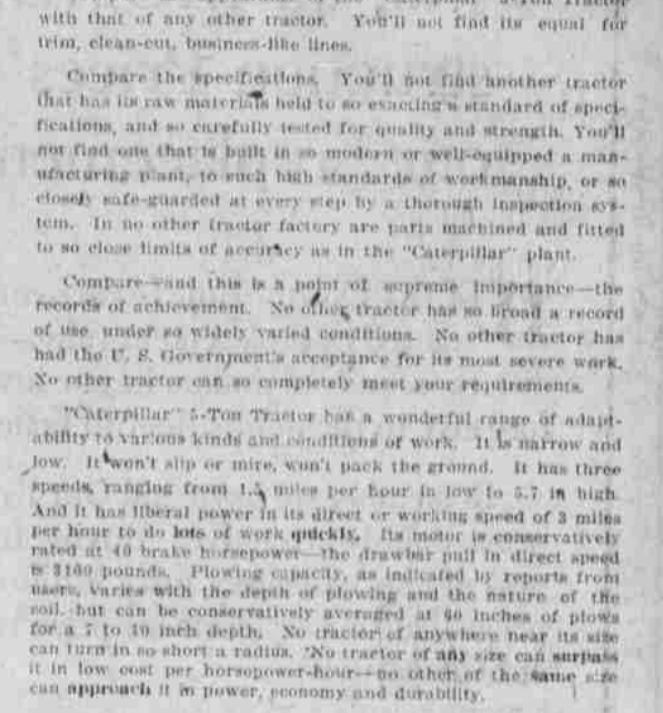 "Caterpillar" 5-Ton Tractor
with that of any other tractor. You'll not find its equal for
trim, clean-cut, business-like lines.
Compare the specifications. You'll not find another tractor
that has its raw materials held to so exacting a standard of speci-
fications, and so carefully tested for quality and strength. You'll
not find one that is built in so modern or well-equipped a man-
ufacturing plant, to such high standards of workmanship, or so
closely safe-guarded at every step by a thorough inspection sys-
tem. In no other tractor factory are parts machined and fitted
to so close limits of accuracy as in the "Caterpillar" plant.
Compare—and this is a point of supreme importance—the
records of achievement. No other tractor has so broad a record
of use under so widely varied conditions. No other tractor has
had the U. S. Government's acceptance for its most severe work.
No other tractor can so completely meet your requirements.
"Caterpillar" 5-Ton Tractor has a wonderful range of adapt-
ability to various kinds and conditions of work. It is narrow and
low. It won't slip or mire, won't pack the ground. It has three
speeds, ranging from 1.5 miles per hour in low to 5.7 in high.
And it has liberal power in its direct or working speed of 3 miles
per hour to do lots of work quickly. Its motor is conservatively
rated at 40 brake horsepower—the drawbar pull in direct speed
is 3160 pounds. Plowing capacity, as indicated by reports from
users, varies with the depth of plowing and the nature of the
soil, but can be conservatively averaged at 60 inches of plows
for a 7 to 10 inch depth. No tractor of anywhere near its size
can turn in so short a radius. No tractor of any size can surpass
it in low cost per horsepower-hour—no other of the same size
can approach it in power, economy and durability.